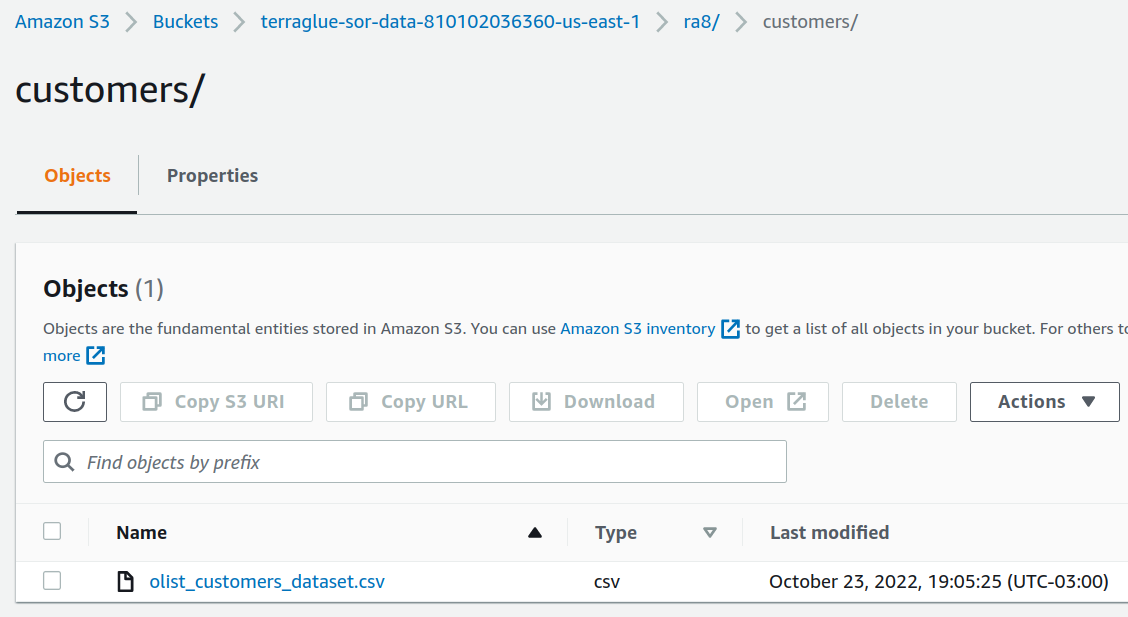 Amazon S3 > Buckets > terraglue-sor-data-810102036360-us-east-1 > ra8/ > customers/
customers/
Objects Properties
Objects (1)
Objects are the fundamental entities stored in Amazon S3. You can use Amazon S3 inventory to get a list of all objects in your bucket. For others
more
Copy S3 URI Copy URL Download Open Delete Actions
Find objects by prefix
Name Type Last modified
olist_customers_dataset.csv csv October 23, 2022, 19:05:25 (UTC-03:00)